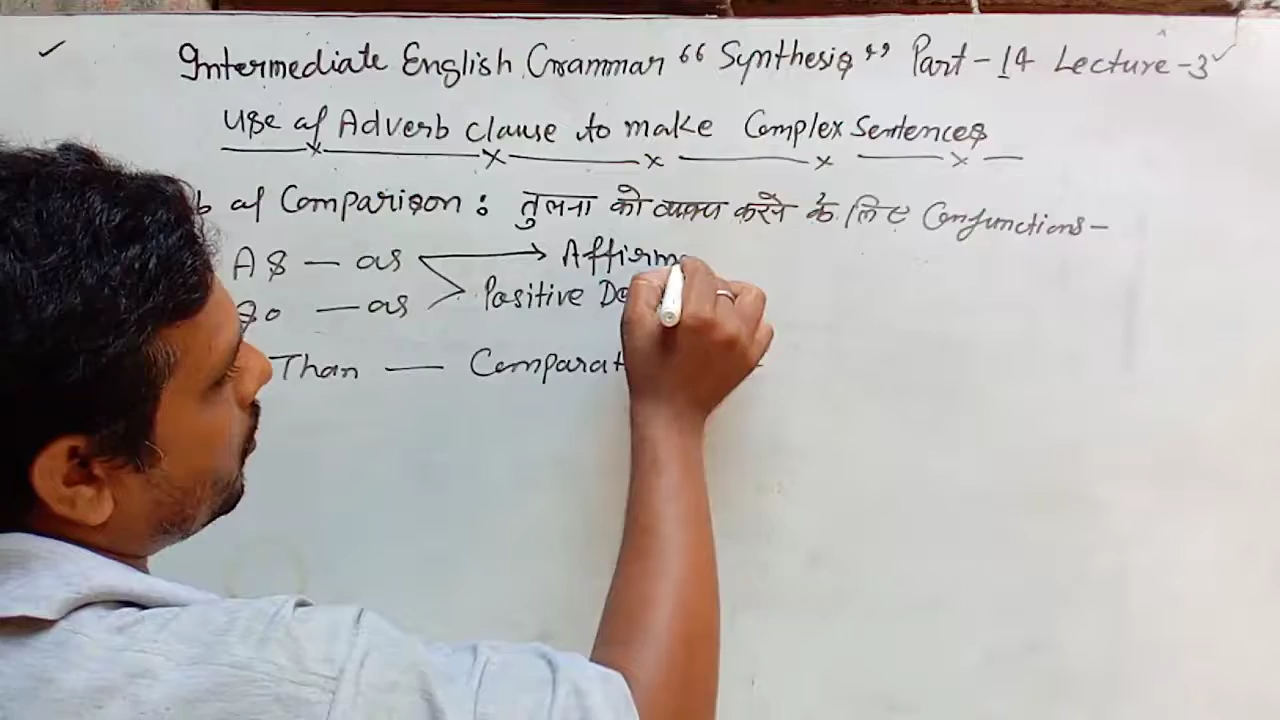 Intermediate English Grammar “Synthesis” Part-14 Lecture-3
Use of Adverb clause to make Complex Sentences
of Comparison : तुलना को व्यक्त करने के लिए Conjunctions-
As — as → Affirm
so — as Positive
Than — Comparat